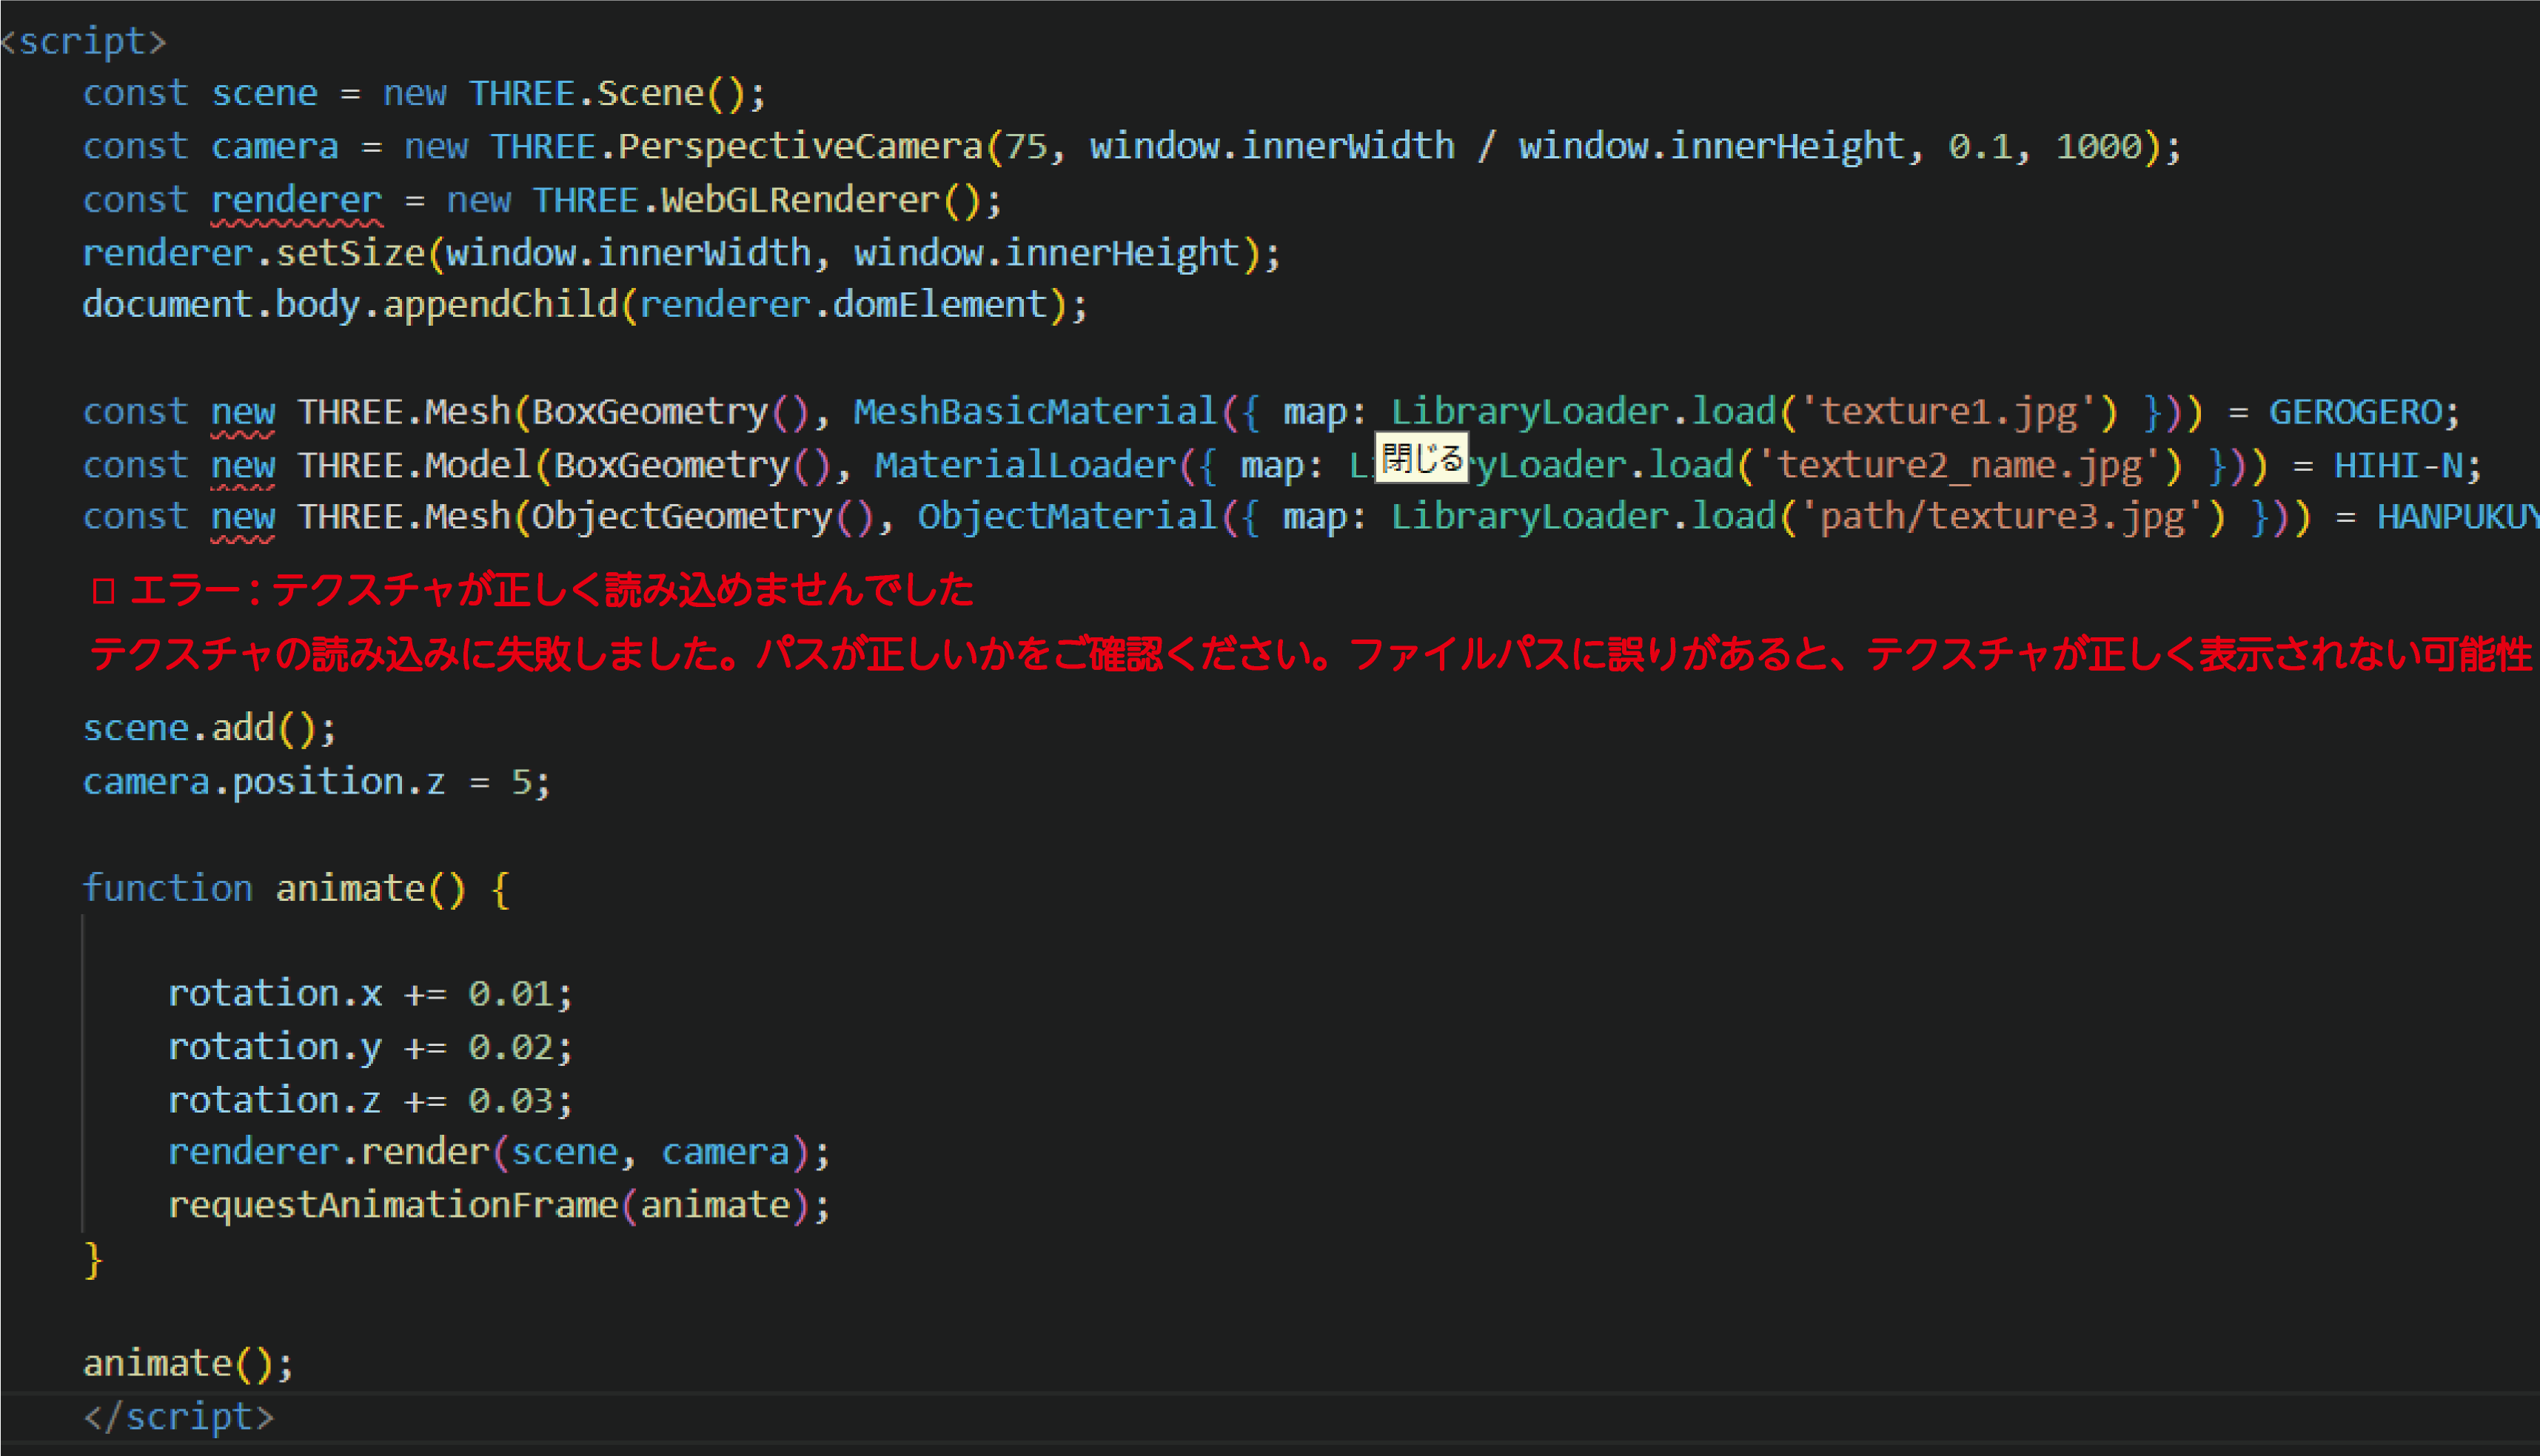 <script>
const scene = new THREE.Scene();
const camera = new THREE.PerspectiveCamera(75, window.innerWidth / window.innerHeight, 0.1, 1000);
const renderer = new THREE.WebGLRenderer();
renderer.setSize(window.innerWidth, window.innerHeight);
document.body.appendChild(renderer.domElement);
const new THREE.Mesh(BoxGeometry(), MeshBasicMaterial({ map: LibraryLoader.load('texture1.jpg') })) = GEROGERO;
const new THREE.Model(BoxGeometry(), MaterialLoader({ map: L 閉じる ryLoader.load('texture2_name.jpg') })) = HIHI-N;
const new THREE.Mesh(ObjectGeometry(), ObjectMaterial({ map: LibraryLoader.load('path/texture3.jpg') })) = HANPUKUY
□ エラー：テクスチャが正しく読み込めませんでした
テクスチャの読み込みに失敗しました。パスが正しいかをご確認ください。ファイルパスに誤りがあると、テクスチャが正しく表示されない可能性
scene.add();
camera.position.z = 5;
function animate() {
rotation.x += 0.01;
rotation.y += 0.02;
rotation.z += 0.03;
renderer.render(scene, camera);
requestAnimationFrame(animate);
}
animate();
</script>